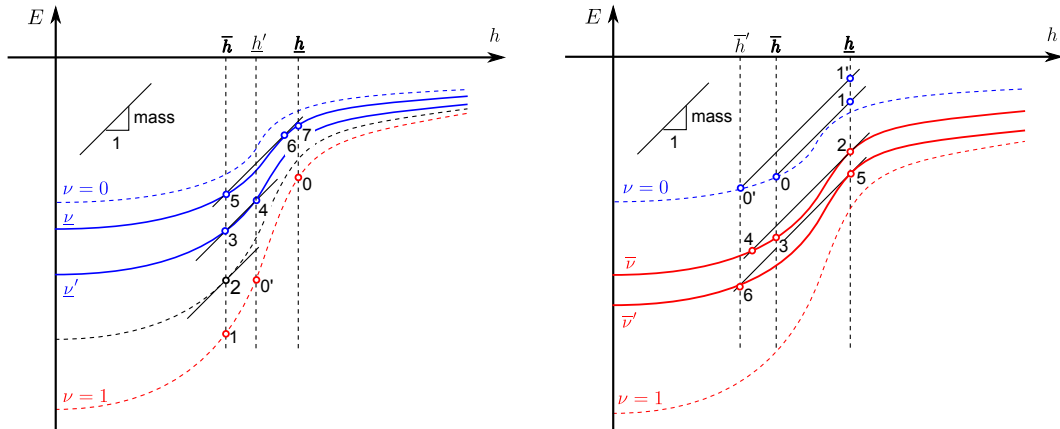 E
h̅
h̲′
h̲
h
mass
1
7
6
ν = 0
5
0
ν̲
4
3
ν̲′
2
0'
1
ν = 1
E
h̅′
h̅
h̲
h
1'
mass
1
1
2
ν = 0
0
0'
5
4
3
ν̅
6
ν̅′
ν = 1